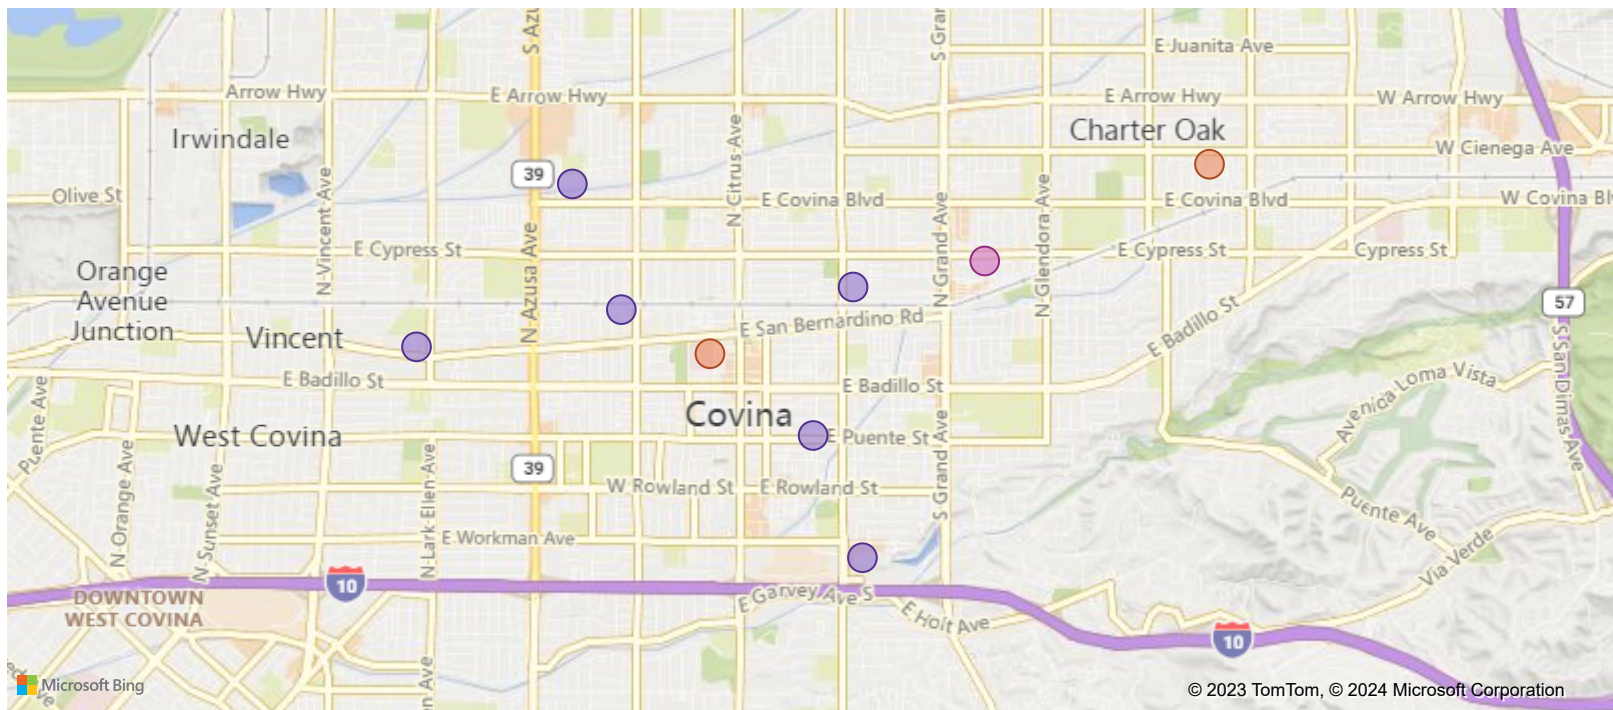 S Azu
S Gra
E Juanita Ave
Arrow Hwy
E Arrow Hwy
E Arrow Hwy
W Arrow Hwy
Irwindale
Charter Oak
W Cienega Ave
39
Olive St
N Vincent Ave
N Citrus Ave
E Covina Blvd
N Grand Ave
N Glendora Ave
E Covina Blvd
W Covina Blv
E Cypress St
N Azusa Ave
E Cypress St
Cypress St
Orange
Avenue
Junction
57
Vincent
E San Bernardino Rd
E Badillo St
S San Dimas Ave
E Badillo St
E Badillo St
Avenida Loma Vista
Puente Ave
Covina
West Covina
E Puente St
S Grand Ave
N Orange Ave
N Sunset Ave
N Lark Ellen Ave
39
W Rowland St
E Rowland St
Puente Ave
E Workman Ave
Via Verde
10
DOWNTOWN
WEST COVINA
E Garvey Ave S
E Holt Ave
10
en Ave
Microsoft Bing
© 2023 TomTom, © 2024 Microsoft Corporation